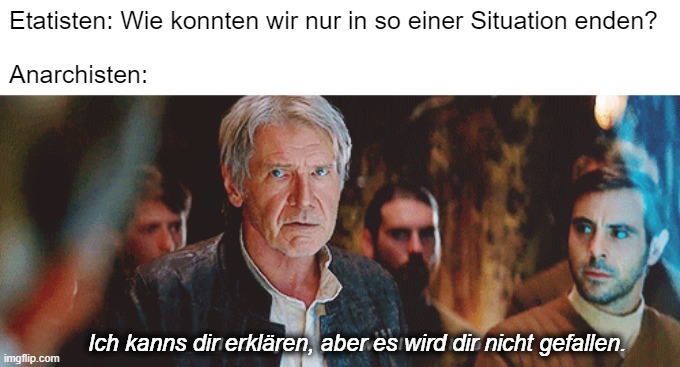 Etatisten: Wie konnten wir nur in so einer Situation enden?
Anarchisten:
Ich kanns dir erklären, aber es wird dir nicht gefallen.
imgflip.com